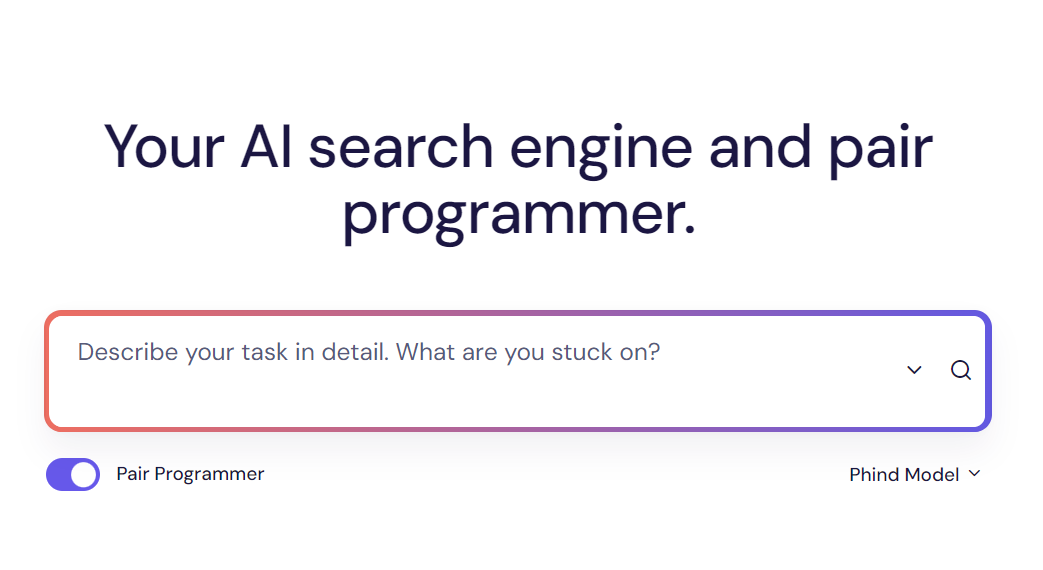 Your AI search engine and pair
programmer.
Describe your task in detail. What are you stuck on?
Pair Programmer
Phind Model